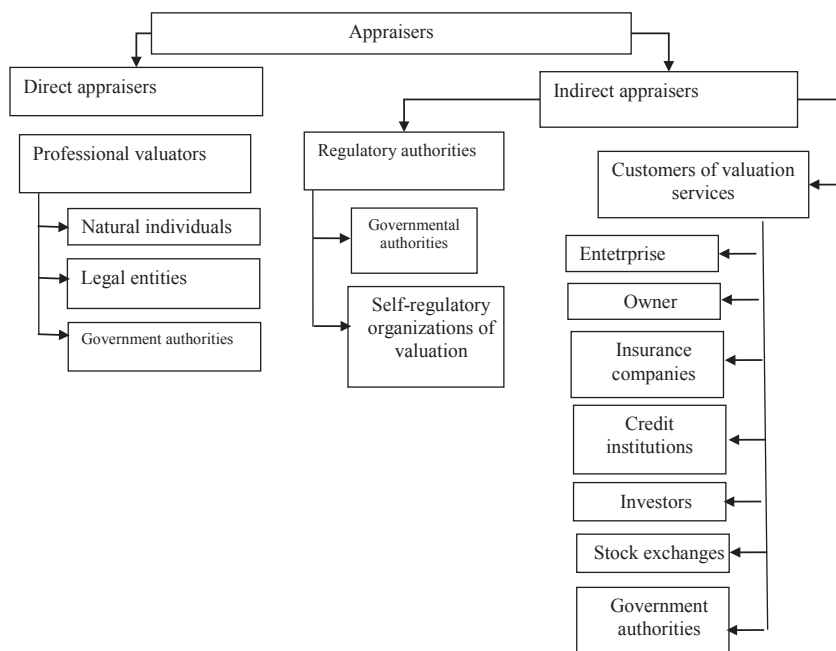 Appraisers
Direct appraisers
Indirect appraisers
Professional valuators
Natural individuals
Legal entities
Government authorities
Regulatory authorities
Governmental
authorities
Self-regulatory
organizations of
valuation
Customers of valuation
services
Entetrprise
Owner
Insurance
companies
Credit
institutions
Investors
Stock exchanges
Government
authorities